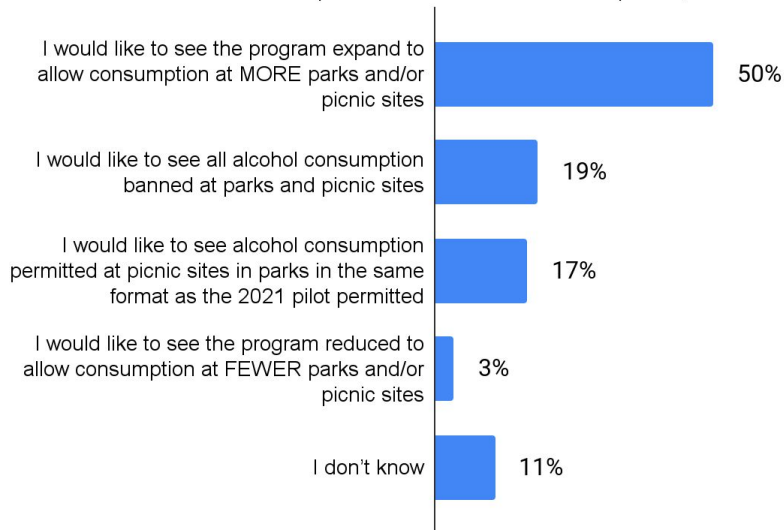 I would like to see the program expand to
allow consumption at MORE parks and/or
picnic sites
50%
I would like to see all alcohol consumption
banned at parks and picnic sites
19%
I would like to see alcohol consumption
permitted at picnic sites in parks in the same
format as the 2021 pilot permitted
17%
I would like to see the program reduced to
allow consumption at FEWER parks and/or
picnic sites
3%
I don't know
11%